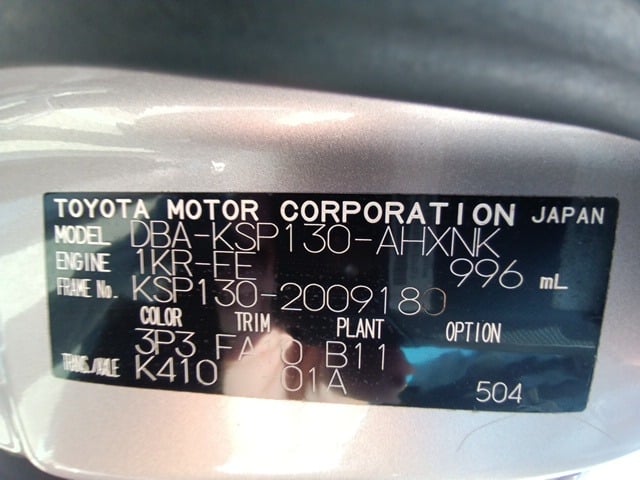 TOYOTA MOTOR CORPORATION JAPAN
MODEL DBA-KSP130-AHXNK
ENGINE 1KR-FE 996 mL
FRAME No. KSP130-2009180
COLOR TRIM PLANT OPTION
3P3 B11
TRANS./AXLE K410 01A
504